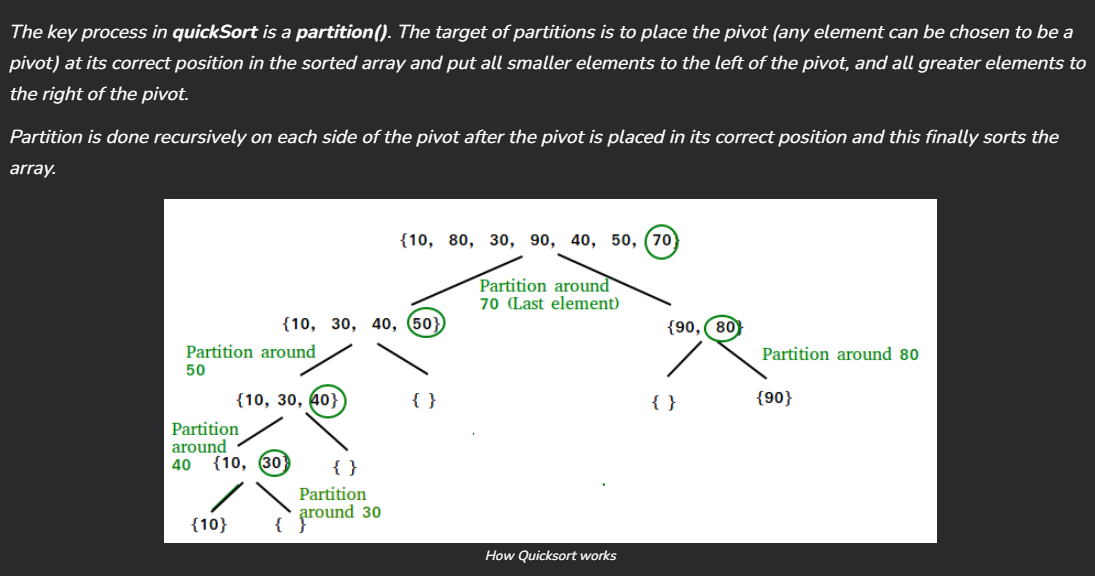 The key process in quickSort is a partition(). The target of partitions is to place the pivot (any element can be chosen to be a
pivot) at its correct position in the sorted array and put all smaller elements to the left of the pivot, and all greater elements to
the right of the pivot.
Partition is done recursively on each side of the pivot after the pivot is placed in its correct position and this finally sorts the
array.
{10, 80, 30, 90, 40, 50, 70}
Partition around
70 (Last element)
{10, 30, 40, 50}
{90, 80}
Partition around
50
Partition around 80
{10, 30, 40}
{ }
{ }
{90}
Partition
around
40
{10, 30}
{ }
Partition
around 30
{10}
{ }
How Quicksort works